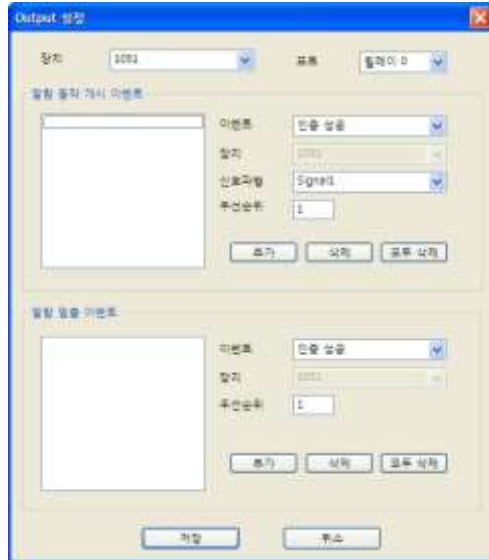 Output 설정
장치 1051 포트 릴레이 0
알람 동작 개시 이벤트
이벤트 인증 성공
장치 1051
신호파형 Signal1
우선순위 1
추가 삭제 모두 삭제
알람 멈춤 이벤트
이벤트 인증 성공
장치 1051
우선순위 1
추가 삭제 모두 삭제
저장 취소